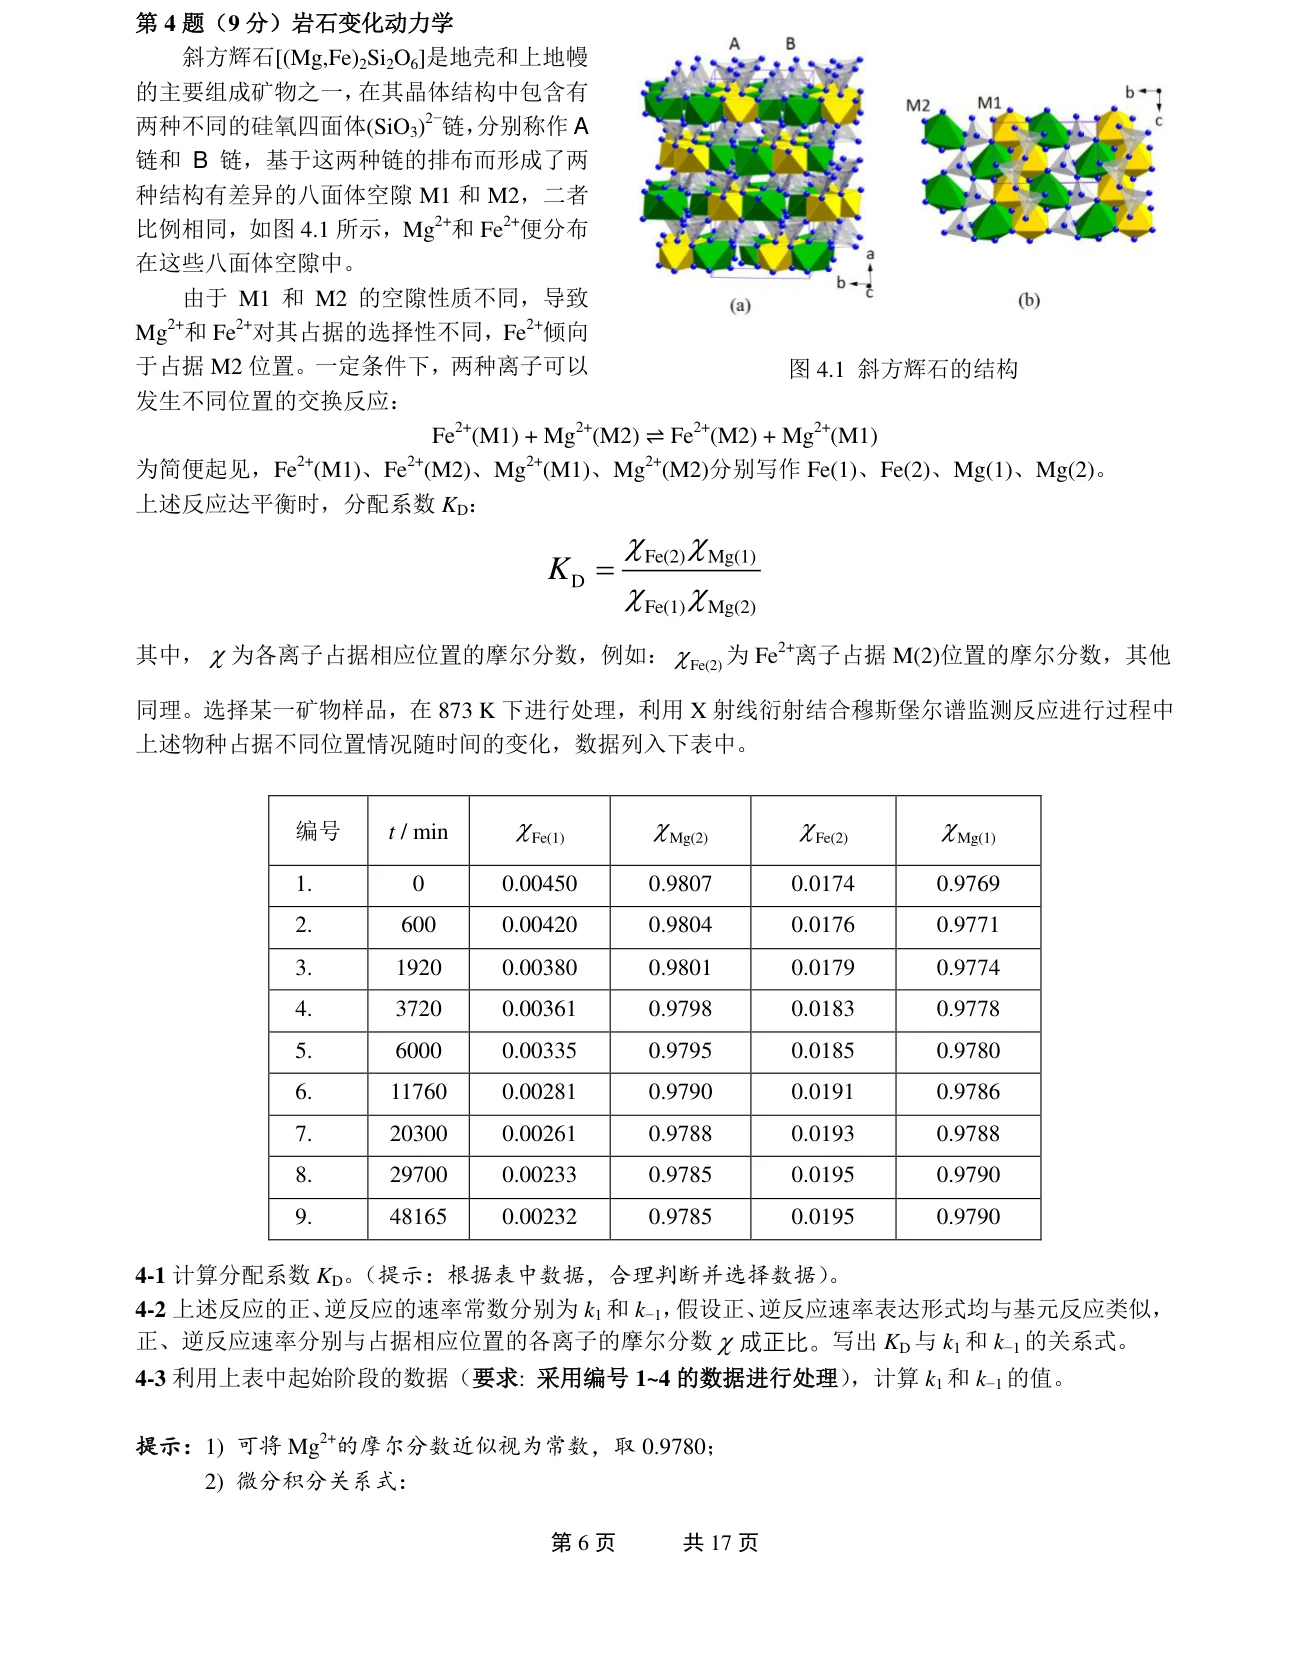 第 4 题（9 分）岩石变化动力学
斜方辉石[(Mg,Fe)₂Si₂O₆]是地壳和上地幔
的主要组成矿物之一，在其晶体结构中包含有
两种不同的硅氧四面体(SiO₃)²⁻链，分别称作 A
链和 B 链，基于这两种链的排布而形成了两
种结构有差异的八面体空隙 M1 和 M2，二者
比例相同，如图 4.1 所示，Mg²⁺和 Fe²⁺便分布
在这些八面体空隙中。
由于 M1 和 M2 的空隙性质不同，导致
Mg²⁺和 Fe²⁺对其占据的选择性不同，Fe²⁺倾向
于占据 M2 位置。一定条件下，两种离子可以
发生不同位置的交换反应：
A B
a
b
c
(a)
M2 M1
b
c
(b)
图 4.1 斜方辉石的结构
Fe²⁺(M1) + Mg²⁺(M2) ⇌ Fe²⁺(M2) + Mg²⁺(M1)
为简便起见，Fe²⁺(M1)、Fe²⁺(M2)、Mg²⁺(M1)、Mg²⁺(M2)分别写作 Fe(1)、Fe(2)、Mg(1)、Mg(2)。
上述反应达平衡时，分配系数 K_D：
K_D = χ_Fe(2) χ_Mg(1) / χ_Fe(1) χ_Mg(2)
其中，χ 为各离子占据相应位置的摩尔分数，例如：χ_Fe(2) 为 Fe²⁺离子占据 M(2)位置的摩尔分数，其他
同理。选择某一矿物样品，在 873 K 下进行处理，利用 X 射线衍射结合穆斯堡尔谱监测反应进行过程中
上述物种占据不同位置情况随时间的变化，数据列入下表中。
编号 t / min χ_Fe(1) χ_Mg(2) χ_Fe(2) χ_Mg(1)
1. 0 0.00450 0.9807 0.0174 0.9769
2. 600 0.00420 0.9804 0.0176 0.9771
3. 1920 0.00380 0.9801 0.0179 0.9774
4. 3720 0.00361 0.9798 0.0183 0.9778
5. 6000 0.00335 0.9795 0.0185 0.9780
6. 11760 0.00281 0.9790 0.0191 0.9786
7. 20300 0.00261 0.9788 0.0193 0.9788
8. 29700 0.00233 0.9785 0.0195 0.9790
9. 48165 0.00232 0.9785 0.0195 0.9790
4-1 计算分配系数 K_D。（提示：根据表中数据，合理判断并选择数据）。
4-2 上述反应的正、逆反应的速率常数分别为 k₁ 和 k₋₁，假设正、逆反应速率表达形式均与基元反应类似，
正、逆反应速率分别与占据相应位置的各离子的摩尔分数 χ 成正比。写出 K_D 与 k₁ 和 k₋₁ 的关系式。
4-3 利用上表中起始阶段的数据（要求: 采用编号 1~4 的数据进行处理），计算 k₁ 和 k₋₁ 的值。
提示：1) 可将 Mg²⁺的摩尔分数近似视为常数，取 0.9780；
2) 微分积分关系式：
第 6 页 共 17 页